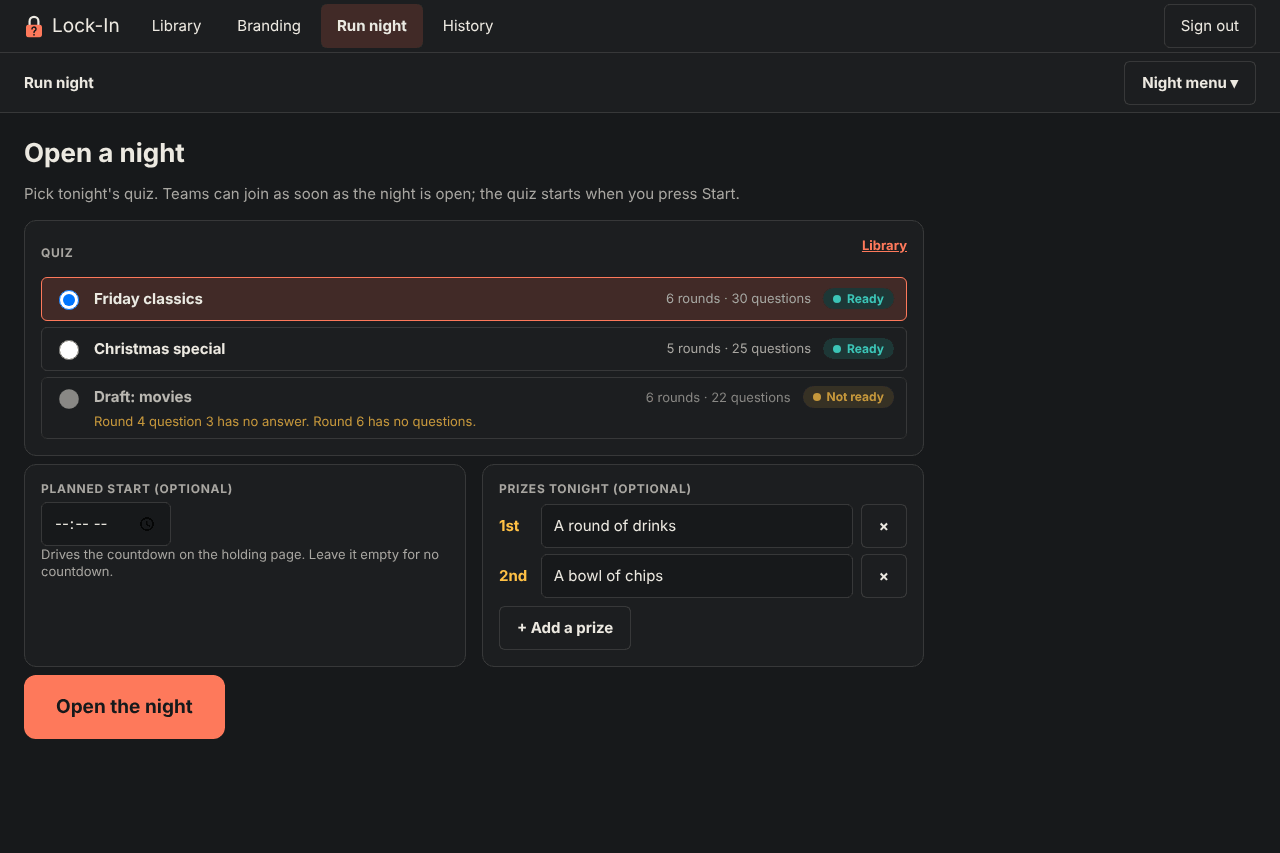 Lock-In Library Branding Run night History Sign out
Run night Night menu ▾
Open a night
Pick tonight's quiz. Teams can join as soon as the night is open; the quiz starts when you press Start.
QUIZ Library
Friday classics 6 rounds · 30 questions Ready
Christmas special 5 rounds · 25 questions Ready
Draft: movies 6 rounds · 22 questions Not ready
Round 4 question 3 has no answer. Round 6 has no questions.
PLANNED START (OPTIONAL)
--:-- --
Drives the countdown on the holding page. Leave it empty for no
countdown.
PRIZES TONIGHT (OPTIONAL)
1st A round of drinks ×
2nd A bowl of chips ×
+ Add a prize
Open the night